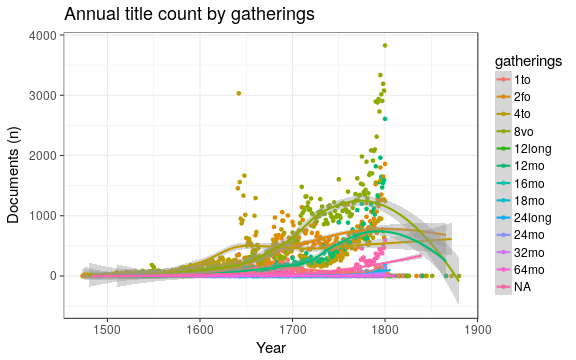 Annual title count by gatherings
Documents (n)
4000
3000
2000
1000
0
1500
1600
1700
1800
1900
Year
gatherings
1to
2fo
4to
8vo
12long
12mo
16mo
18mo
24long
24mo
32mo
64mo
NA